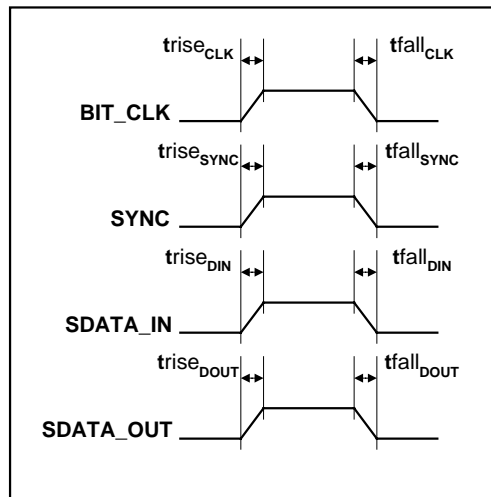 triseCLK tfallCLK
BIT_CLK
triseSYNC tfallSYNC
SYNC
triseDIN tfallDIN
SDATA_IN
triseDOUT tfallDOUT
SDATA_OUT